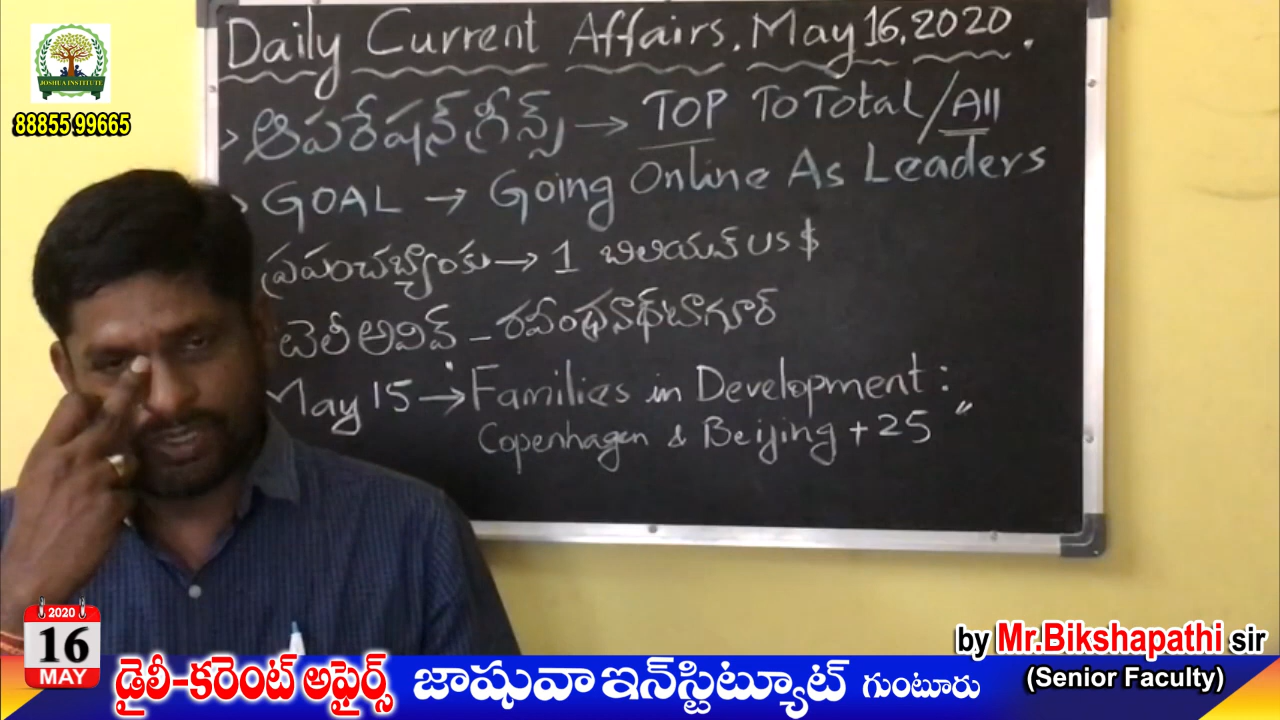 JOSHUA INSTITUTE
88855 99665
Daily Current Affairs. May 16, 2020.
> ఆపరేషన్ గ్రీన్స్ → TOP To Total/All
> GOAL → Going Online As Leaders
ప్రపంచబ్యాంకు → 1 బిలియన్ US $
టెలీ అవివ్ - రవీంద్రనాథ్ టాగూర్
May 15 → "Families in Development:
Copenhagen & Beijing + 25"
2020
16
MAY
డైలీ-కరెంట్ అఫైర్స్ జాషువా ఇన్‌స్టిట్యూట్ గుంటూరు
by Mr.Bikshapathi sir
(Senior Faculty)